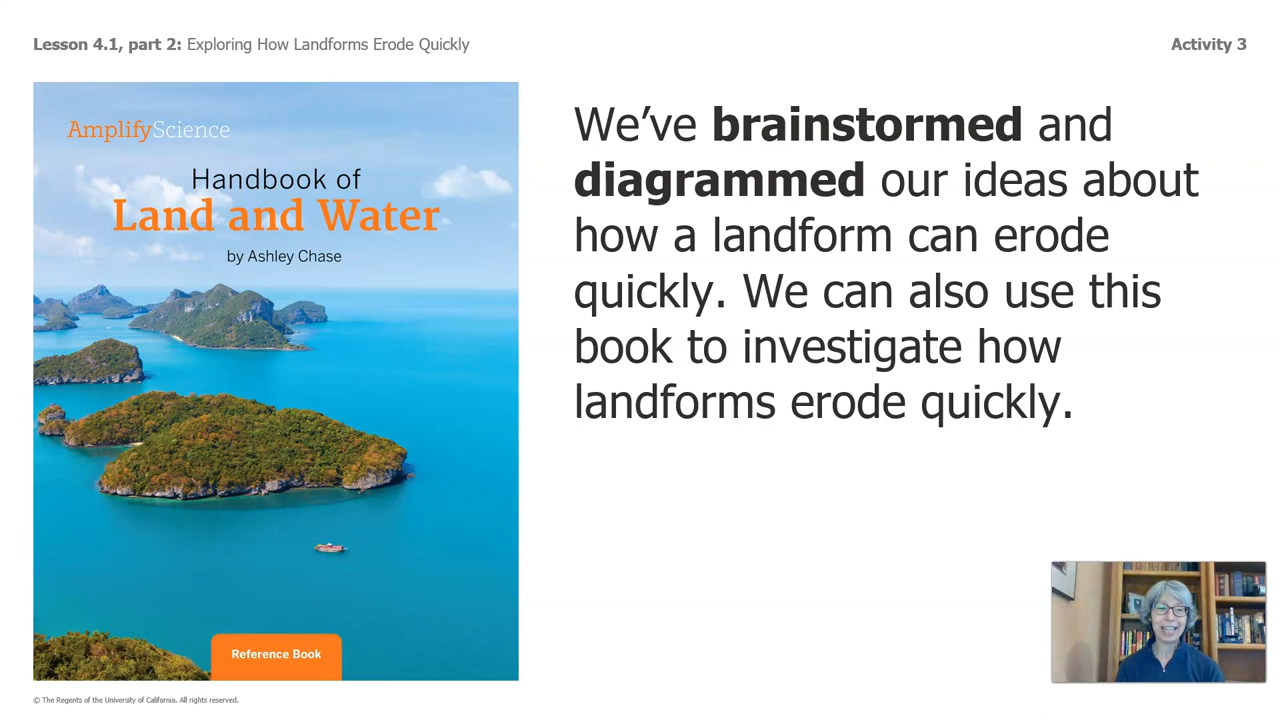 Lesson 4.1, part 2: Exploring How Landforms Erode Quickly
Activity 3
AmplifyScience
Handbook of
Land and Water
by Ashley Chase
Reference Book
We’ve brainstormed and
diagrammed our ideas about
how a landform can erode
quickly. We can also use this
book to investigate how
landforms erode quickly.
© The Regents of the University of California. All rights reserved.